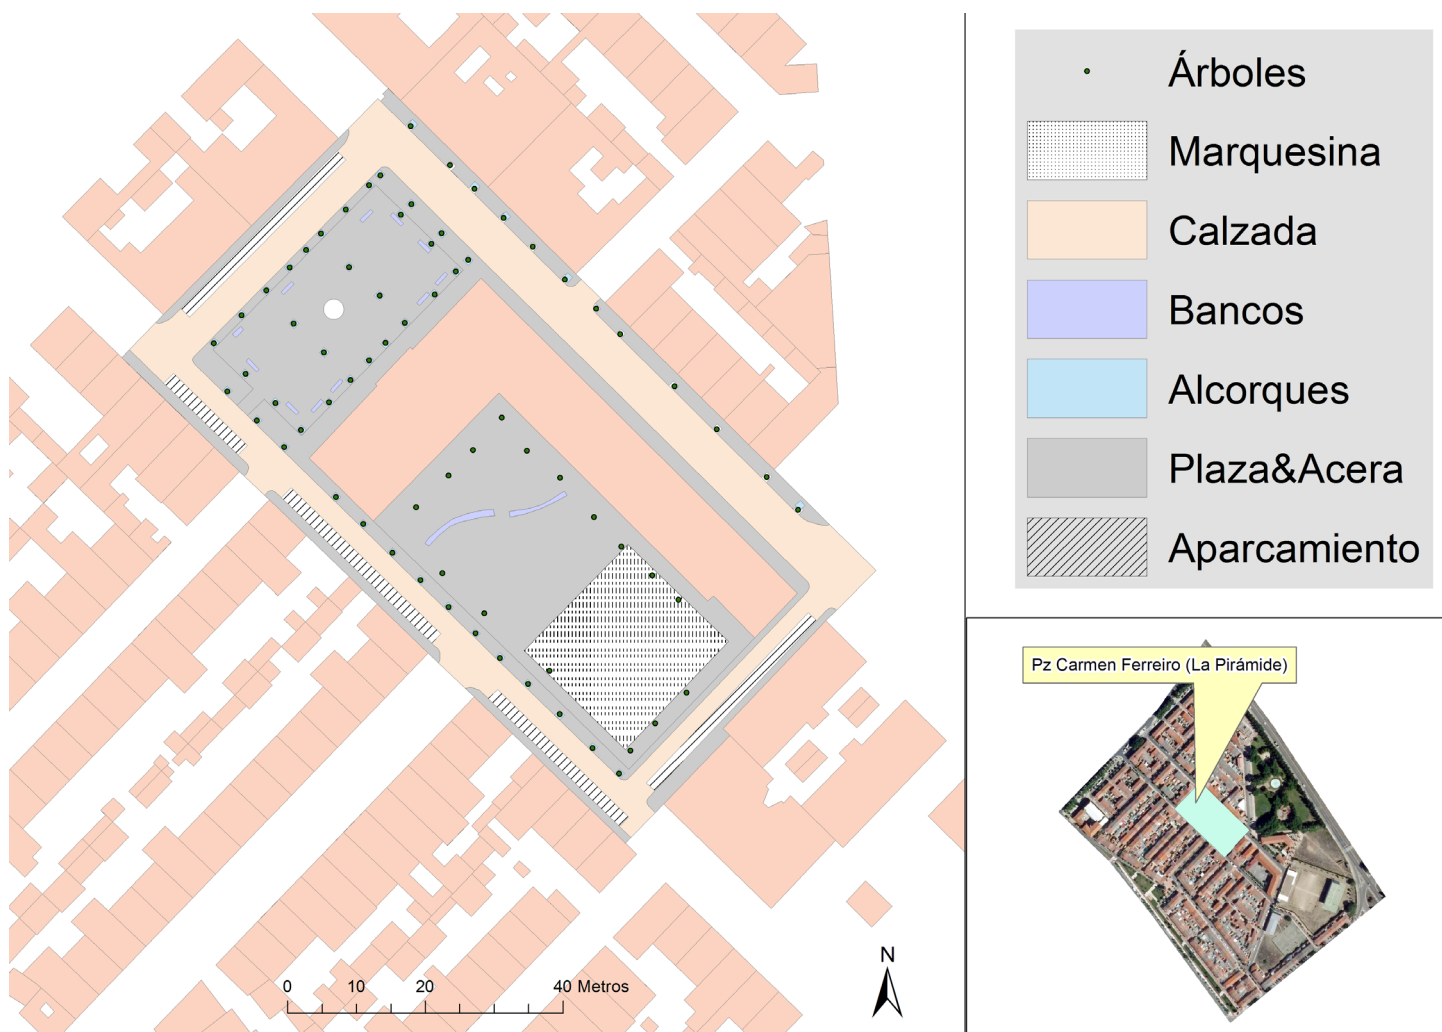 Árboles
Marquesina
Calzada
Bancos
Alcorques
Plaza&Acera
Aparcamiento
Pz Carmen Ferreiro (La Pirámide)
N
0 10 20 40 Metros